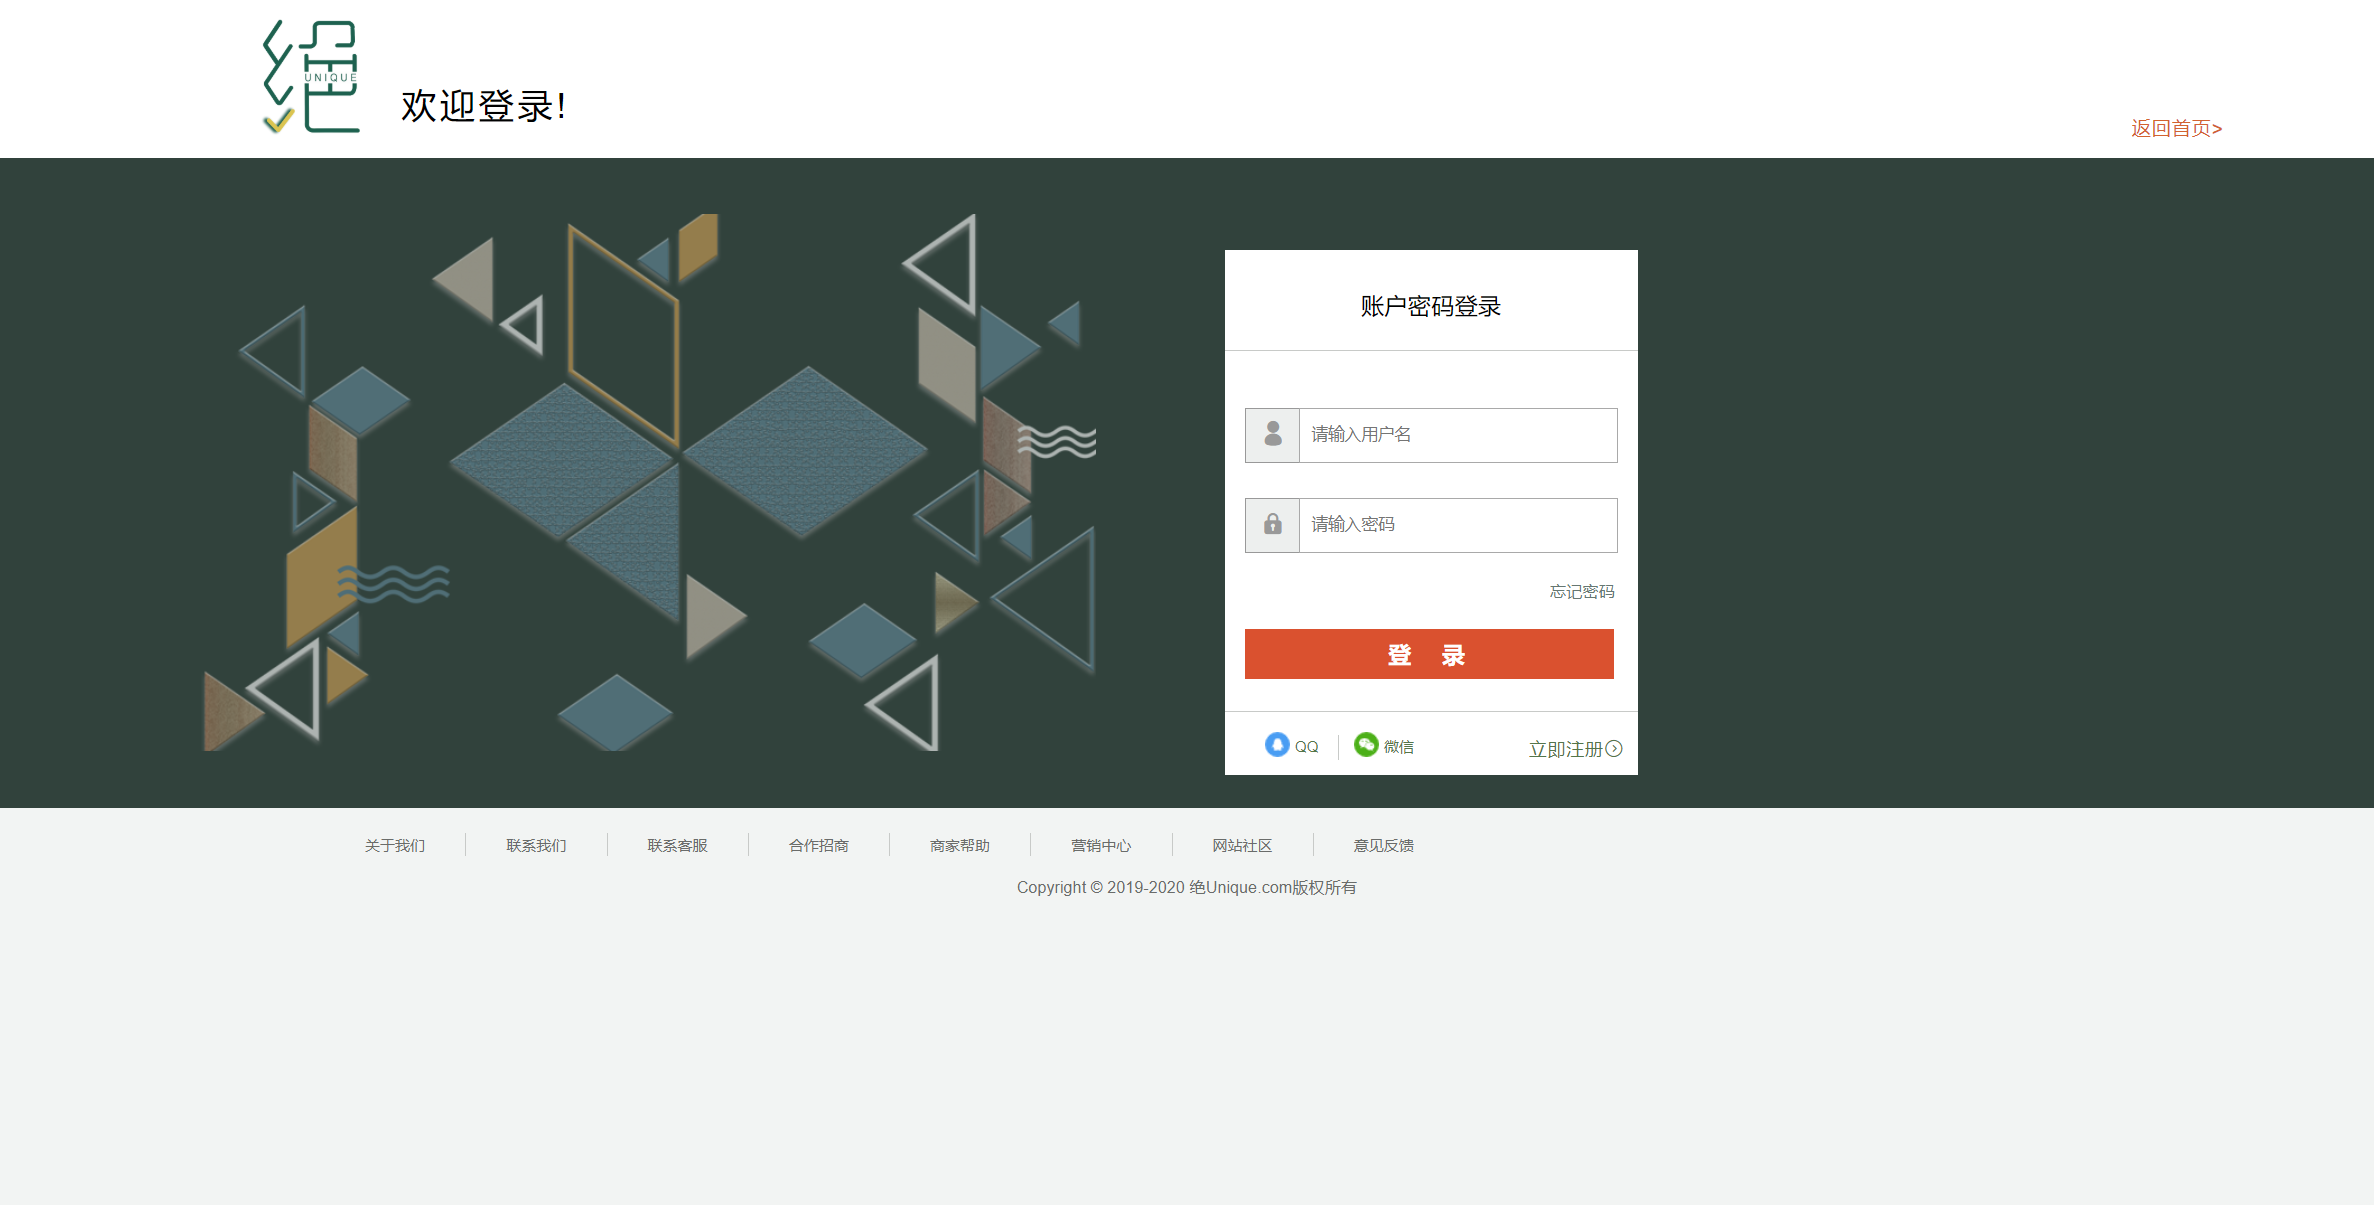 绝
UNIQUE
欢迎登录!
返回首页>
账户密码登录
请输入用户名
请输入密码
忘记密码
登 录
QQ 微信 立即注册
关于我们 联系我们 联系客服 合作招商 商家帮助 营销中心 网站社区 意见反馈
Copyright © 2019-2020 绝Unique.com版权所有